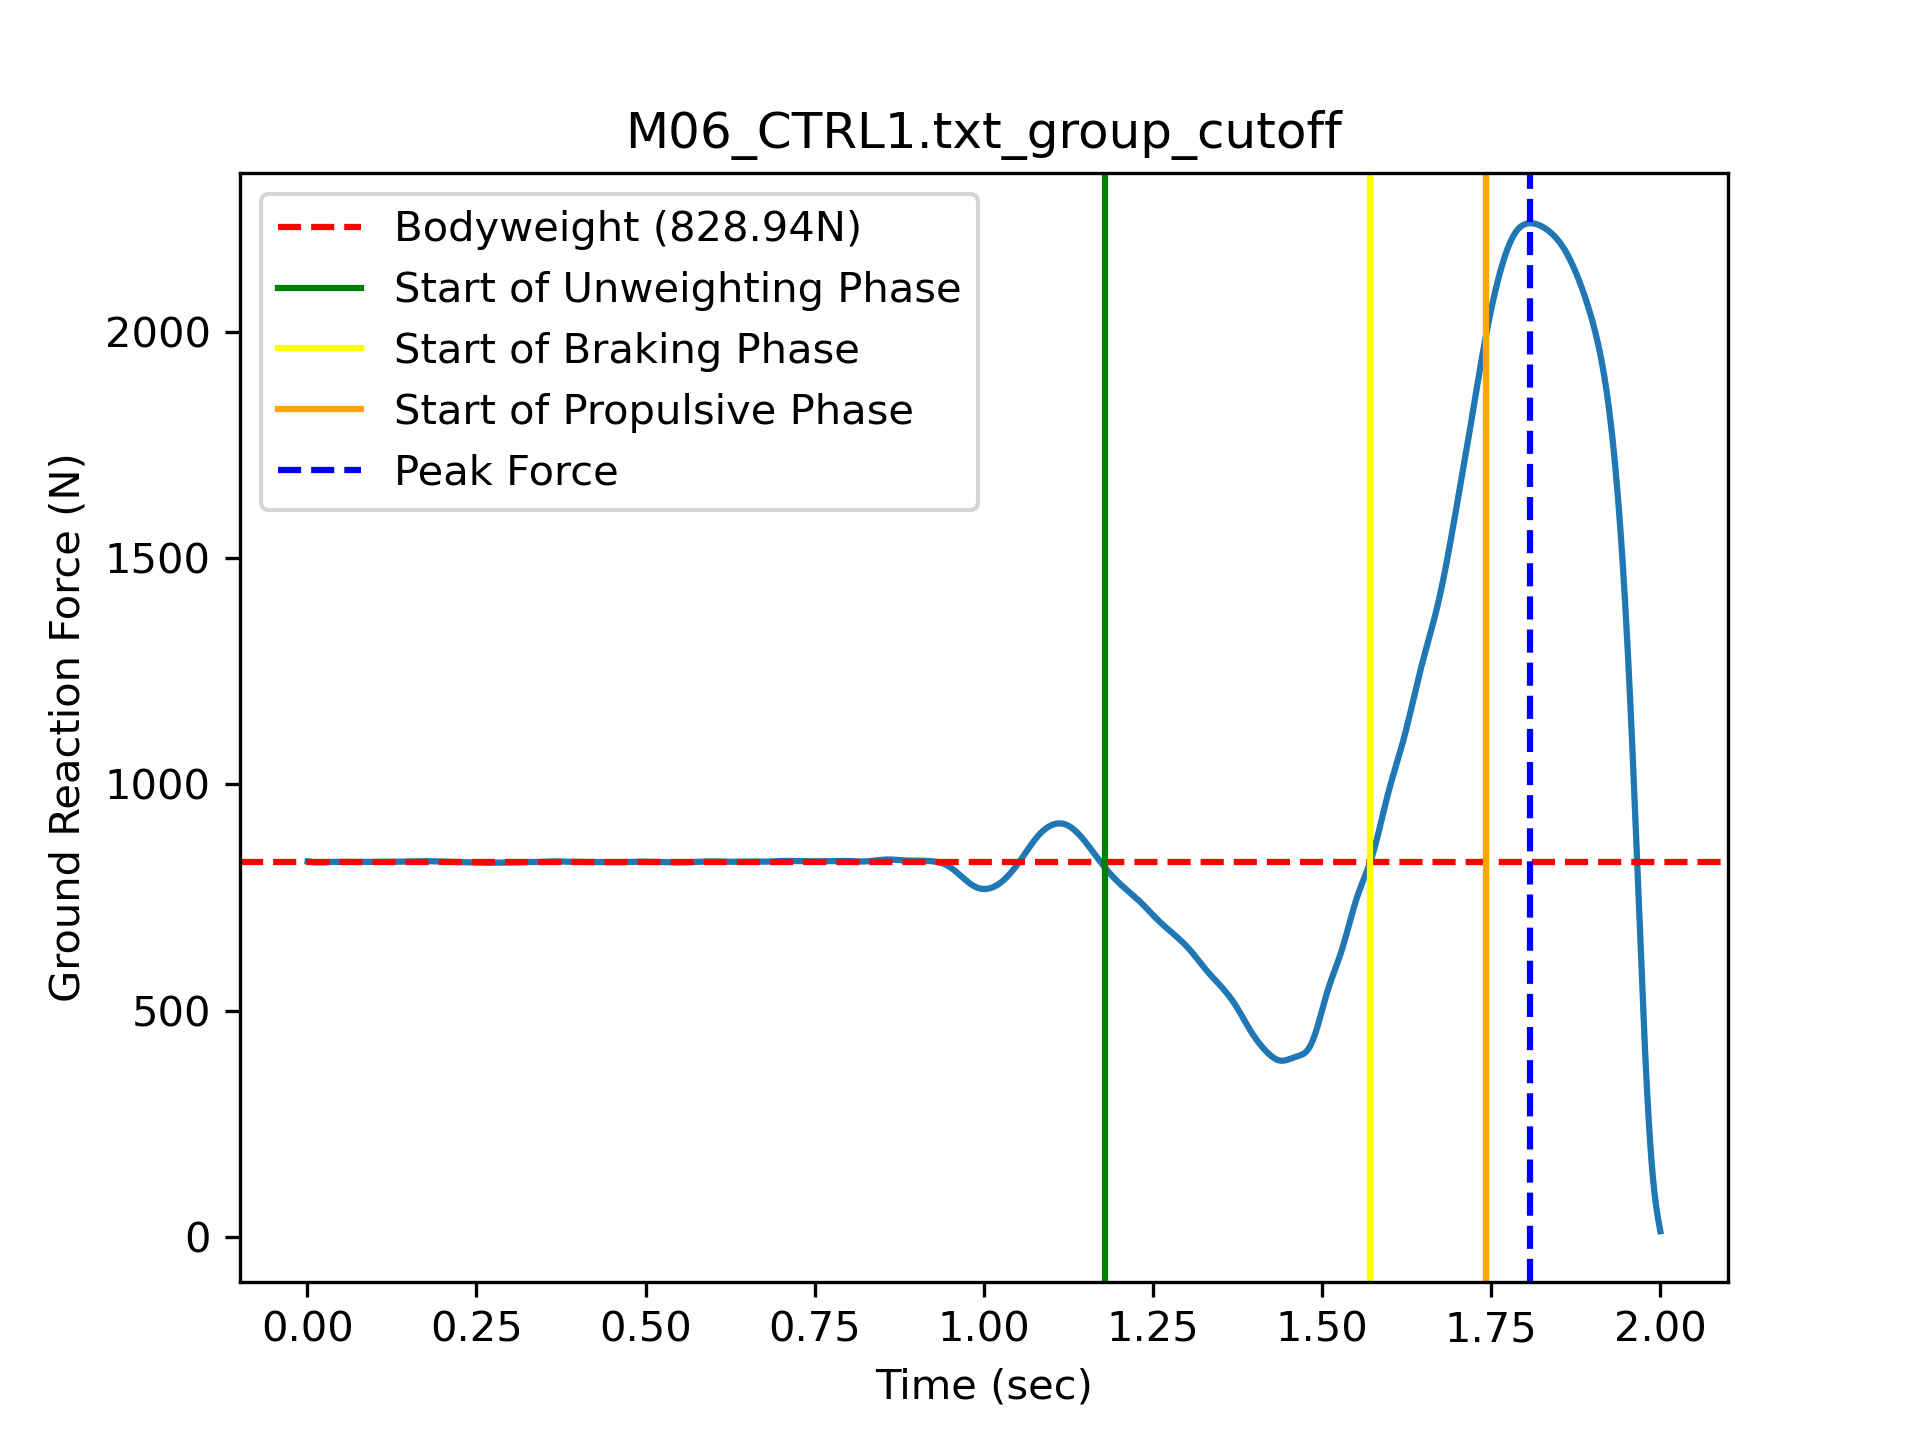 M06_CTRL1.txt_group_cutoff
Bodyweight (828.94N)
Start of Unweighting Phase
Start of Braking Phase
Start of Propulsive Phase
Peak Force
Ground Reaction Force (N)
2000
1500
1000
500
0
0.00 0.25 0.50 0.75 1.00 1.25 1.50 1.75 2.00
Time (sec)